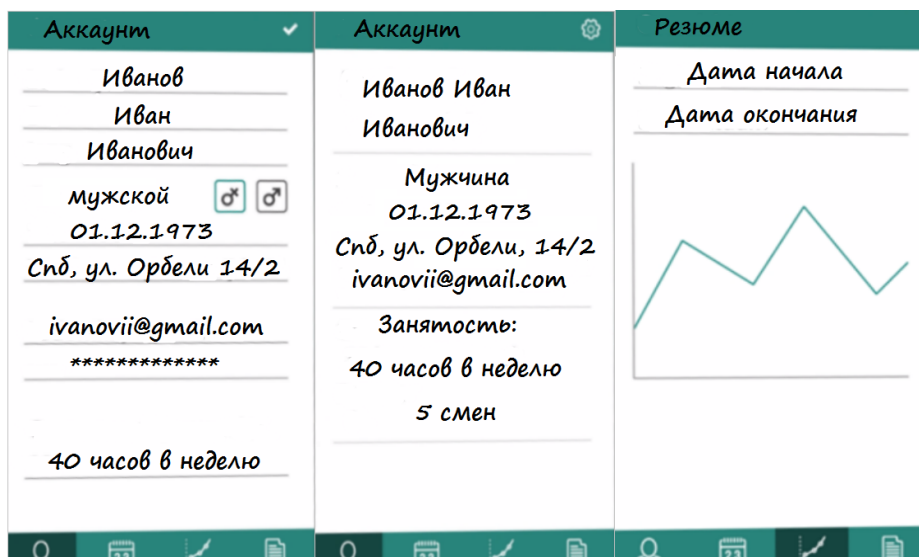 Аккаунт
Иванов
Иван
Иванович
мужской
01.12.1973
Спб, ул. Орбели 14/2
ivanovii@gmail.com
*************
40 часов в неделю
Аккаунт
Иванов Иван
Иванович
Мужчина
01.12.1973
Спб, ул. Орбели, 14/2
ivanovii@gmail.com
Занятость:
40 часов в неделю
5 смен
Резюме
Дата начала
Дата окончания